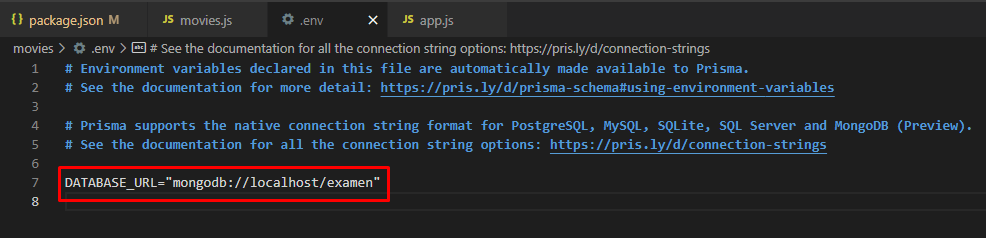 package.json M movies.js .env app.js
movies > .env > # See the documentation for all the connection string options: https://pris.ly/d/connection-strings
1 # Environment variables declared in this file are automatically made available to Prisma.
2 # See the documentation for more detail: https://pris.ly/d/prisma-schema#using-environment-variables
3
4 # Prisma supports the native connection string format for PostgreSQL, MySQL, SQLite, SQL Server and MongoDB (Preview).
5 # See the documentation for all the connection string options: https://pris.ly/d/connection-strings
6
7 DATABASE_URL="mongodb://localhost/examen"
8